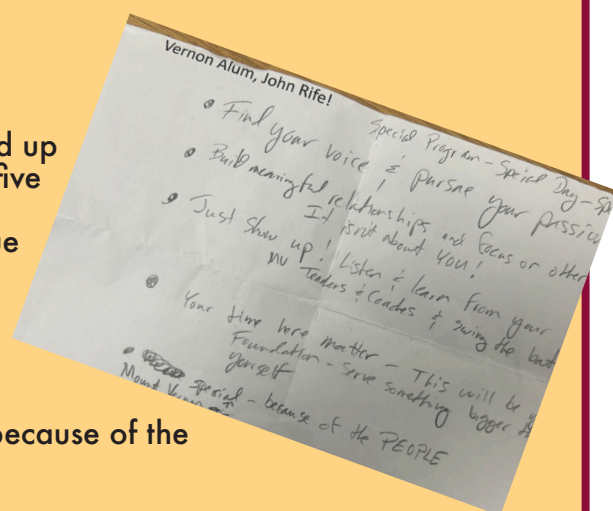 d up
five
ue
because of the
Vernon Alum, John Rife!
Special Program - Special Day - Sp
• Find your voice & pursue your passion
• Build meaningful relationships and focus on other
It isn't about YOU!
• Just Show up! Listen & learn from your
MV Teachers & Coaches & swing the bat
• Your time here matter - This will be y
Foundation - Serve something bigger
yourself
• Mount Vernon special - because of the PEOPLE